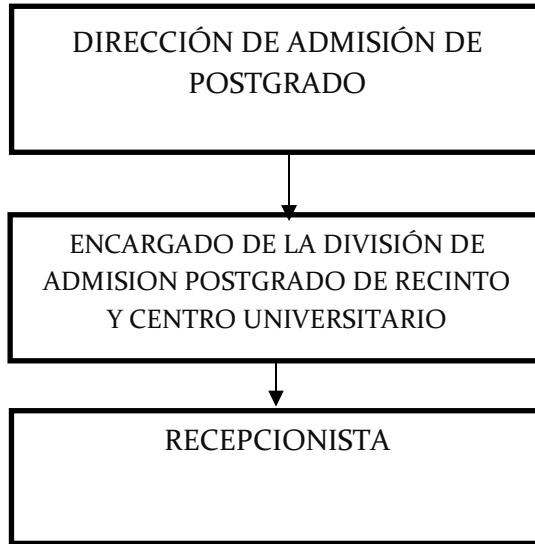 DIRECCIÓN DE ADMISIÓN DE
POSTGRADO
ENCARGADO DE LA DIVISIÓN DE
ADMISION POSTGRADO DE RECINTO
Y CENTRO UNIVERSITARIO
RECEPCIONISTA